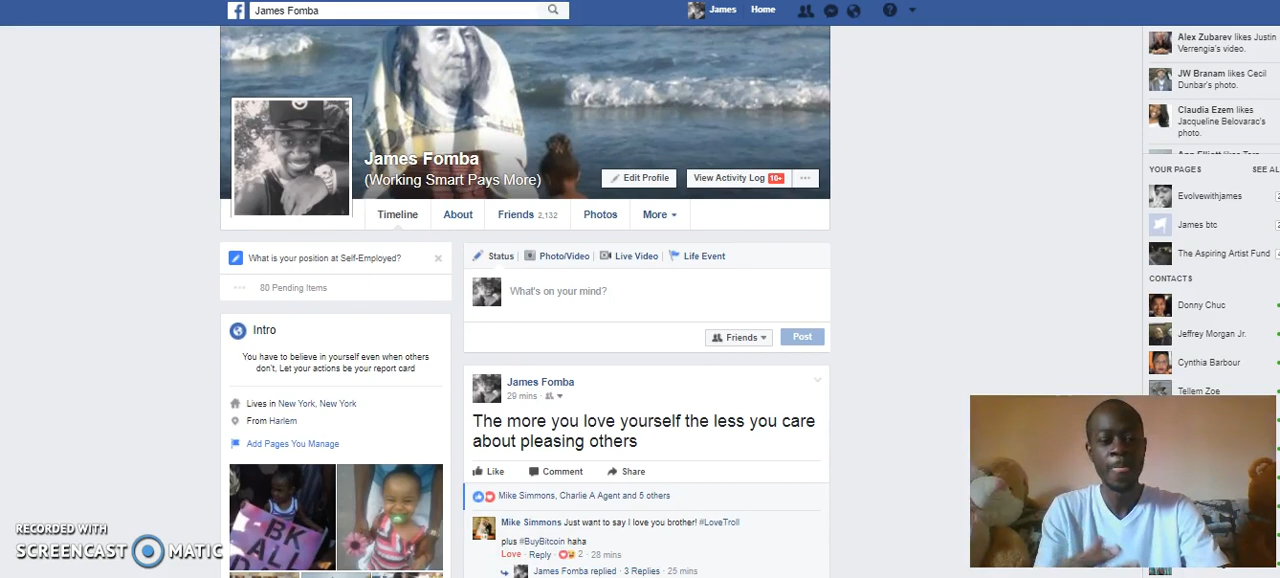 James Fomba
James
Home
James Fomba
(Working Smart Pays More)
Edit Profile
View Activity Log 10+
Timeline
About
Friends 2,132
Photos
More
What is your position at Self-Employed?
80 Pending Items
Intro
You have to believe in yourself even when others
don't, Let your actions be your report card
Lives in New York, New York
From Harlem
Add Pages You Manage
BK
ALL
RECORDED WITH
SCREENCAST MATIC
Status
Photo/Video
Live Video
Life Event
What's on your mind?
Friends
Post
James Fomba
29 mins
The more you love yourself the less you care
about pleasing others
Like
Comment
Share
Mike Simmons, Charlie A Agent and 5 others
Mike Simmons Just want to say I love you brother! #LoveTroll
plus #BuyBitcoin haha
Love · Reply · 2 · 28 mins
James Fomba replied · 3 Replies · 25 mins
Alex Zubarev likes Justin
Verrengia's video.
JW Branam likes Cecil
Dunbar's photo.
Claudia Ezem likes
Jacqueline Belovarac's
photo.
YOUR PAGES
SEE AL
Evolvewithjames
James btc
The Aspiring Artist Fund
CONTACTS
Donny Chuc
Jeffrey Morgan Jr.
Cynthia Barbour
Tellem Zoe